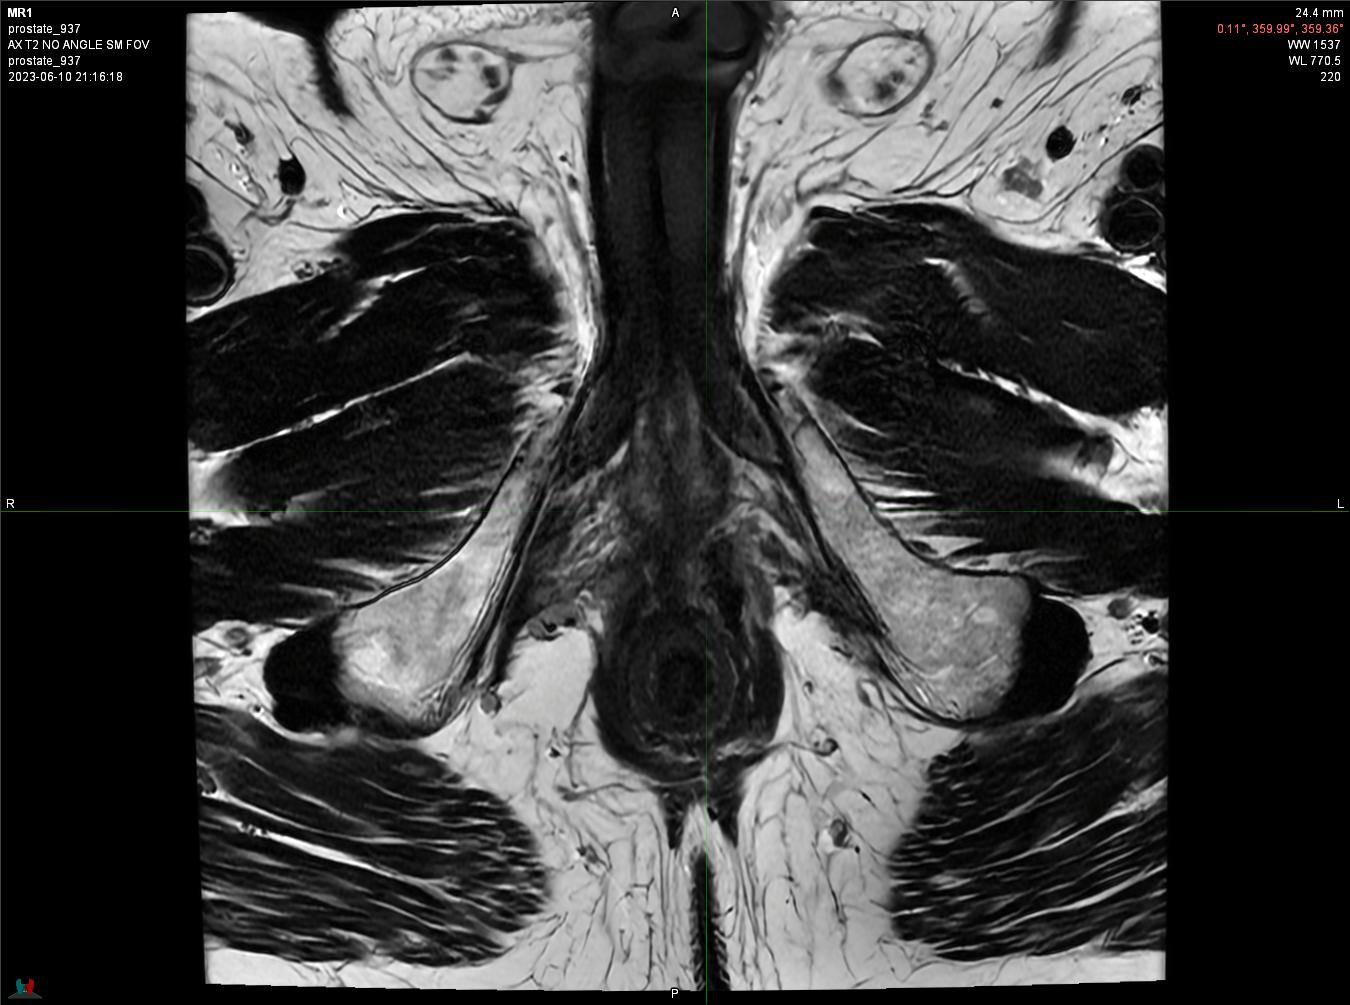 MR1
prostate_937
AX T2 NO ANGLE SM FOV
prostate_937
2023-06-10 21:16:18
A
24.4 mm
0.11°, 359.99°, 359.36°
WW 1537
WL 770.5
220
R
L
P